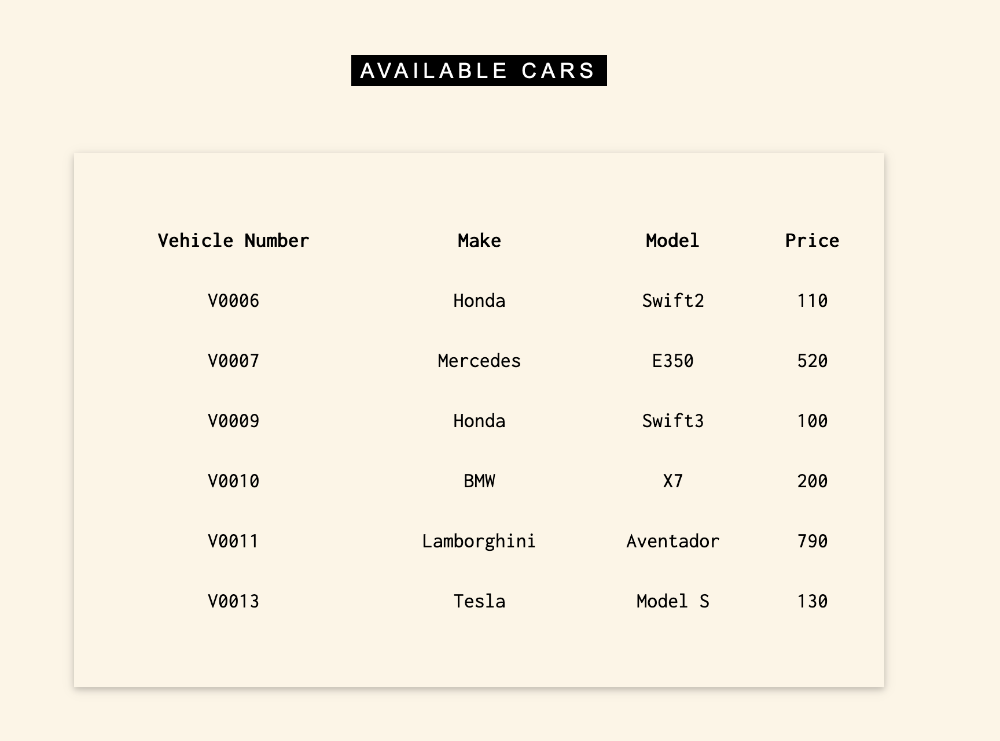 AVAILABLE CARS
Vehicle Number Make Model Price
V0006 Honda Swift2 110
V0007 Mercedes E350 520
V0009 Honda Swift3 100
V0010 BMW X7 200
V0011 Lamborghini Aventador 790
V0013 Tesla Model S 130